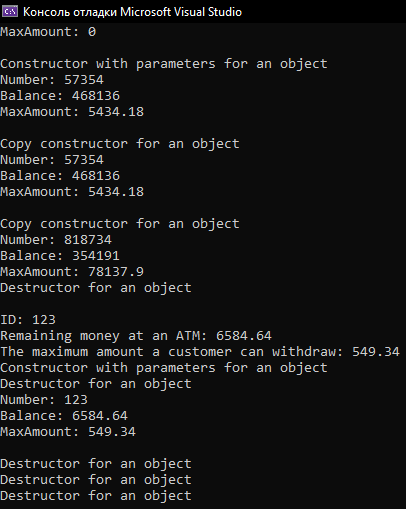 Консоль отладки Microsoft Visual Studio
MaxAmount: 0
Constructor with parameters for an object
Number: 57354
Balance: 468136
MaxAmount: 5434.18
Copy constructor for an object
Number: 57354
Balance: 468136
MaxAmount: 5434.18
Copy constructor for an object
Number: 818734
Balance: 354191
MaxAmount: 78137.9
Destructor for an object
ID: 123
Remaining money at an ATM: 6584.64
The maximum amount a customer can withdraw: 549.34
Constructor with parameters for an object
Destructor for an object
Number: 123
Balance: 6584.64
MaxAmount: 549.34
Destructor for an object
Destructor for an object
Destructor for an object